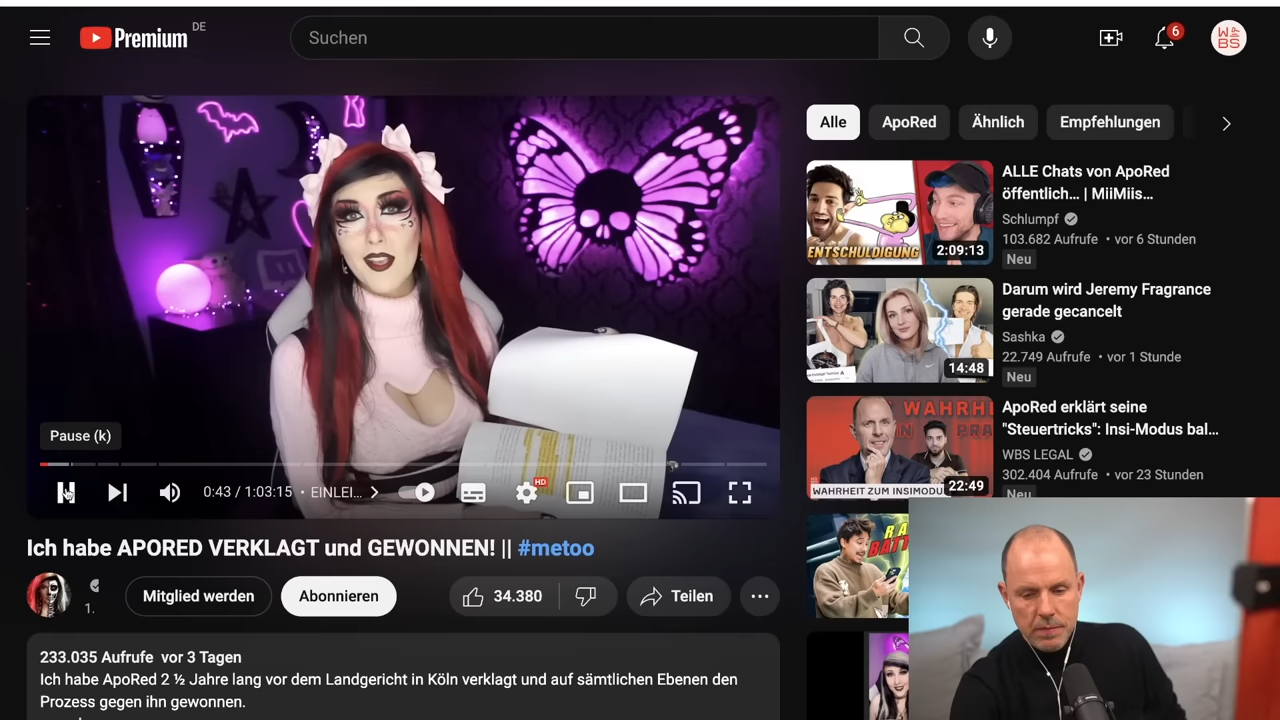 Premium
DE
Suchen
6
Alle
ApoRed
Ähnlich
Empfehlungen
ALLE Chats von ApoRed
öffentlich... | MiiMiis...
Schlumpf
103.682 Aufrufe • vor 6 Stunden
Neu
ENTSCHULDIGUNG
2:09:13
Darum wird Jeremy Fragrance
gerade gecancelt
Sashka
22.749 Aufrufe • vor 1 Stunde
Neu
14:48
ApoRed erklärt seine
"Steuertricks": Insi-Modus bal...
WBS LEGAL
302.404 Aufrufe • vor 23 Stunden
Neu
WAHRHEIT ZUM INSIMODU
22:49
Pause (k)
0:43 / 1:03:15 • EINLEI...
HD
Ich habe APORED VERKLAGT und GEWONNEN! || #metoo
1.
Mitglied werden
Abonnieren
34.380
Teilen
233.035 Aufrufe vor 3 Tagen
Ich habe ApoRed 2 ½ Jahre lang vor dem Landgericht in Köln verklagt und auf sämtlichen Ebenen den
Prozess gegen ihn gewonnen.